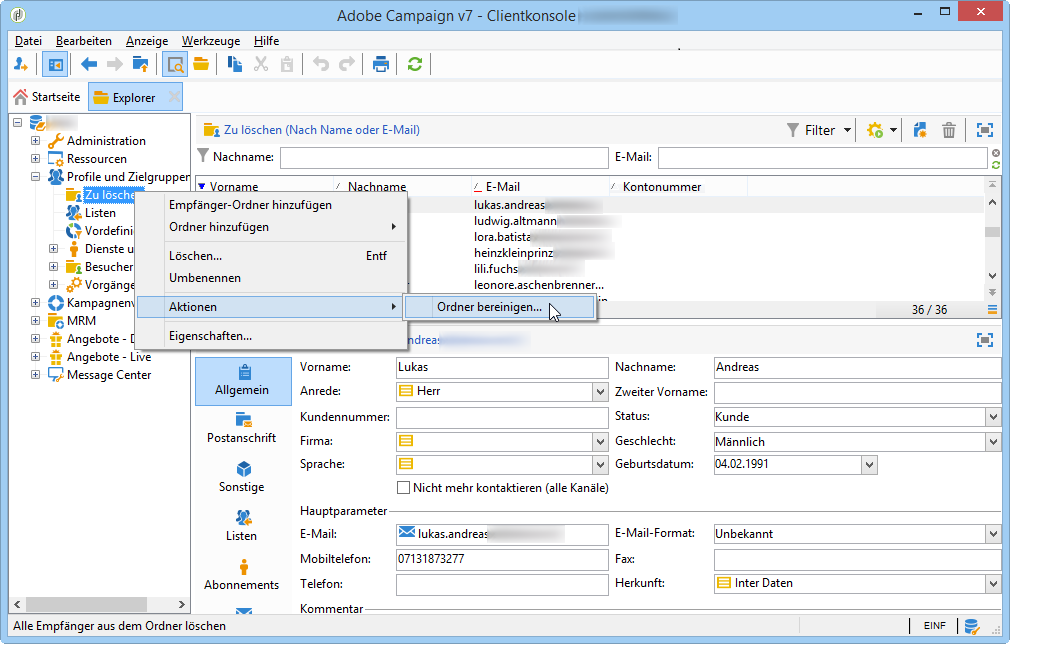 Adobe Campaign v7 - Clientkonsole
Datei Bearbeiten Anzeige Werkzeuge Hilfe
Startseite Explorer
Administration
Ressourcen
Profile und Zielgruppen
Zu lösche
Listen
Vordefini
Dienste u
Besucher
Vorgänge
Kampagnenv
MRM
Angebote - D
Angebote - Live
Message Center
Zu löschen (Nach Name oder E-Mail)
Filter
Nachname: E-Mail:
Vorname Nachname E-Mail Kontonummer
lukas.andreas
ludwig.altmann
lora.batista
heinzkleinprinz
lili.fuchs
leonore.aschenbrenner...
36 / 36
Empfänger-Ordner hinzufügen
Ordner hinzufügen
Löschen... Entf
Umbenennen
Aktionen
Ordner bereinigen...
Eigenschaften...
ndreas
Allgemein
Postanschrift
Sonstige
Listen
Abonnements
Vorname: Lukas Nachname: Andreas
Anrede: Herr Zweiter Vorname:
Kundennummer: Status: Kunde
Firma: Geschlecht: Männlich
Sprache: Geburtsdatum: 04.02.1991
Nicht mehr kontaktieren (alle Kanäle)
Hauptparameter
E-Mail: lukas.andreas E-Mail-Format: Unbekannt
Mobiltelefon: 07131873277 Fax:
Telefon: Herkunft: Inter Daten
Kommentar
Alle Empfänger aus dem Ordner löschen
EINF